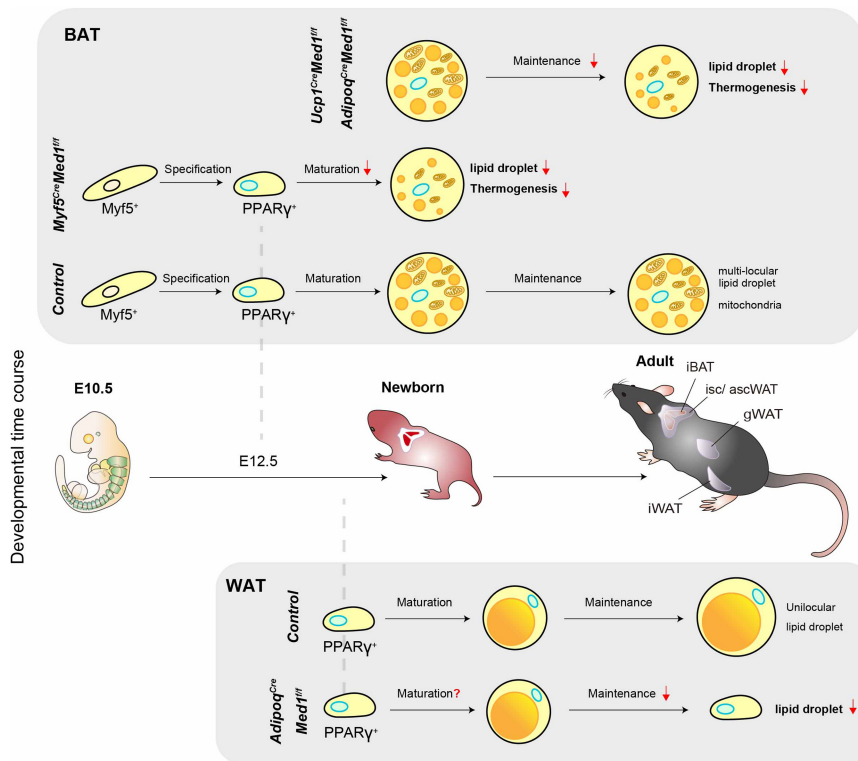 BAT
Ucp1ᶜʳᵉMed1ᶠ/ᶠ
AdipoqᶜʳᵉMed1ᶠ/ᶠ
Maintenance ↓
lipid droplet ↓
Thermogenesis ↓
Myf5ᶜʳᵉMed1ᶠ/ᶠ
Specification
Maturation ↓
lipid droplet ↓
Thermogenesis ↓
Myf5⁺
PPARγ⁺
Control
Specification
Maturation
Maintenance
multi-locular
lipid droplet
mitochondria
Myf5⁺
PPARγ⁺
Developmental time course
E10.5
E12.5
Newborn
Adult
iBAT
isc/ ascWAT
gWAT
iWAT
WAT
Control
Maturation
Maintenance
Unilocular
lipid droplet
PPARγ⁺
Adipoqᶜʳᵉ
Med1ᶠ/ᶠ
Maturation?
Maintenance ↓
lipid droplet ↓
PPARγ⁺